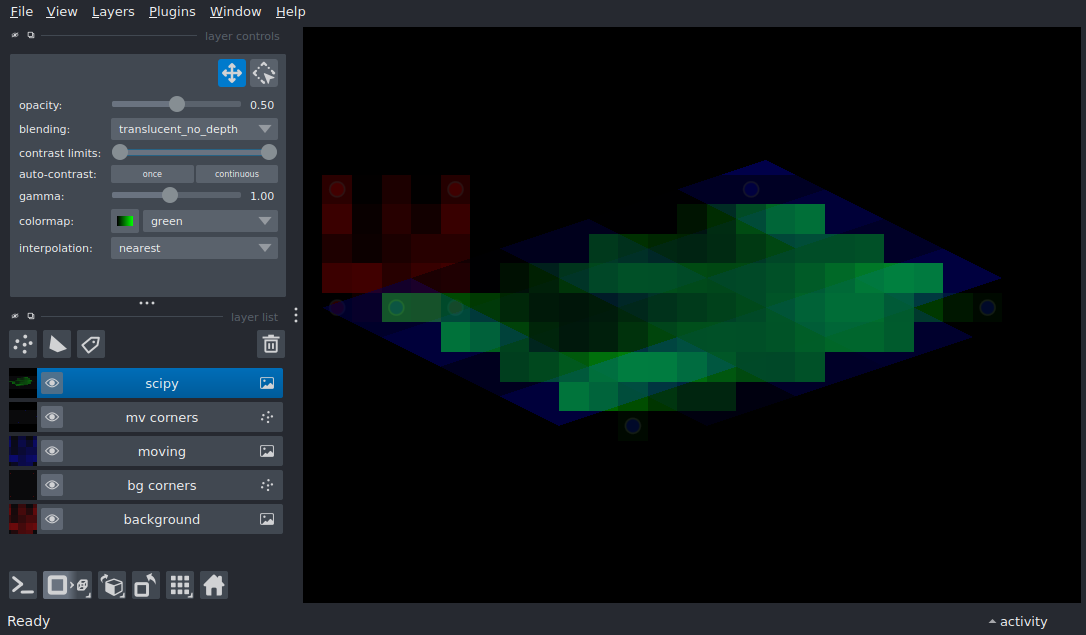 File View Layers Plugins Window Help
layer controls
opacity: 0.50
blending: translucent_no_depth
contrast limits:
auto-contrast: once continuous
gamma: 1.00
colormap: green
interpolation: nearest
layer list
scipy
mv corners
moving
bg corners
background
Ready
activity